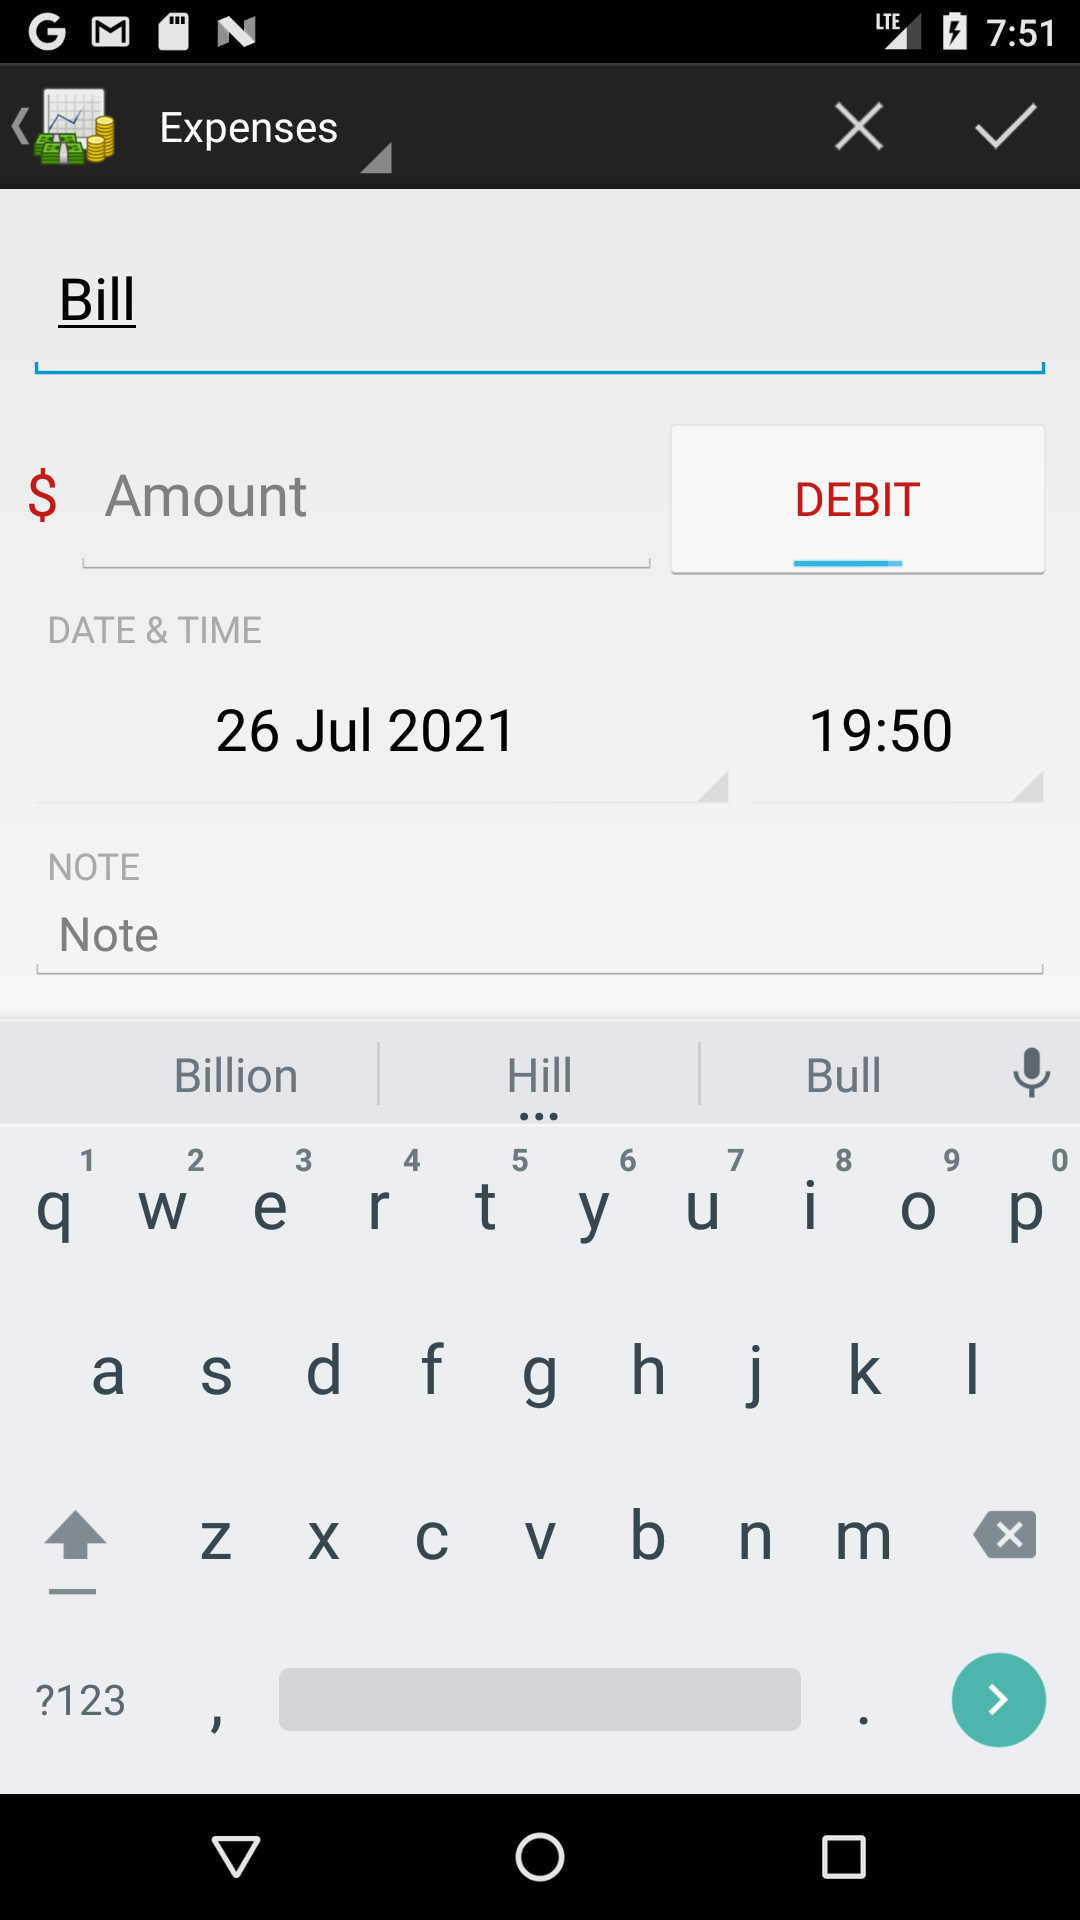 LTE 7:51
Expenses
Bill
$ Amount DEBIT
DATE & TIME
26 Jul 2021 19:50
NOTE
Note
Billion Hill Bull
1 2 3 4 5 6 7 8 9 0
q w e r t y u i o p
a s d f g h j k l
z x c v b n m
?123 , .